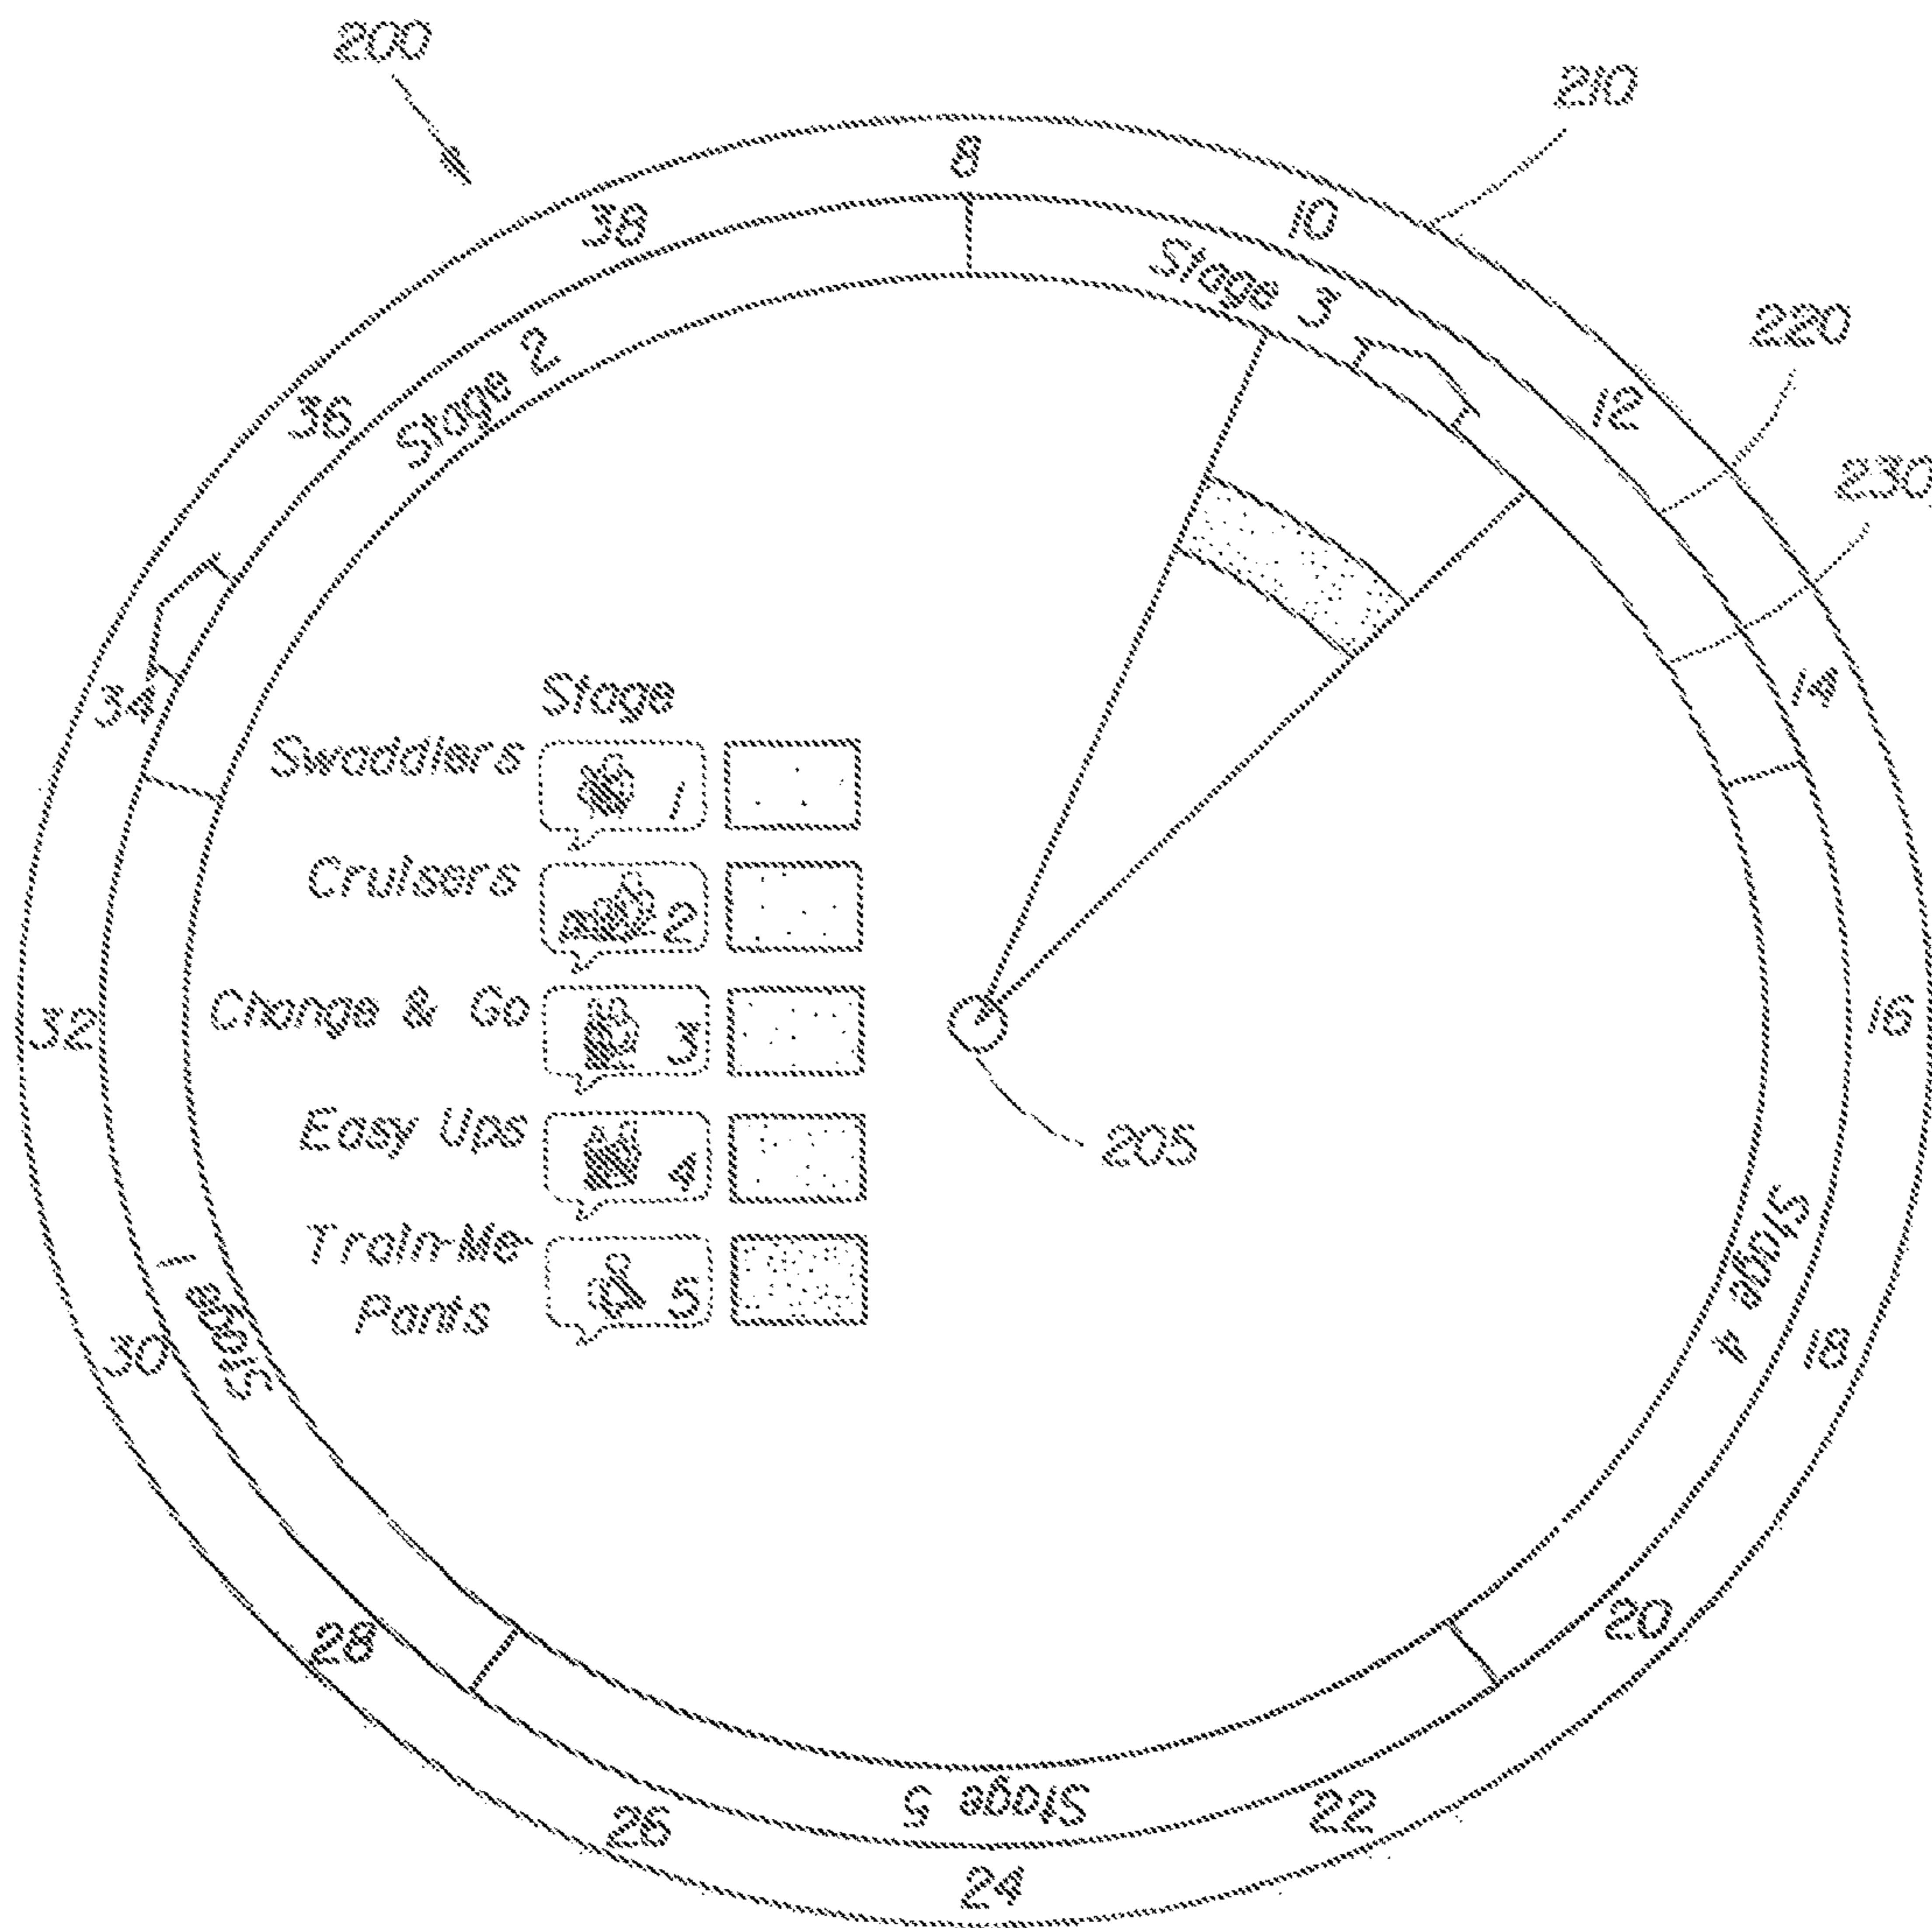 200
210
8
38
10
Stage 3
220
Stage 2
36
12
230
34
14
Stage
Swaddlers 1
Cruisers 2
Change & Go 3
32
16
Easy Ups 4
205
Train-Me
Pants 5
Stage 1
Stage 4
30
18
28
20
Stage 5
26
22
24